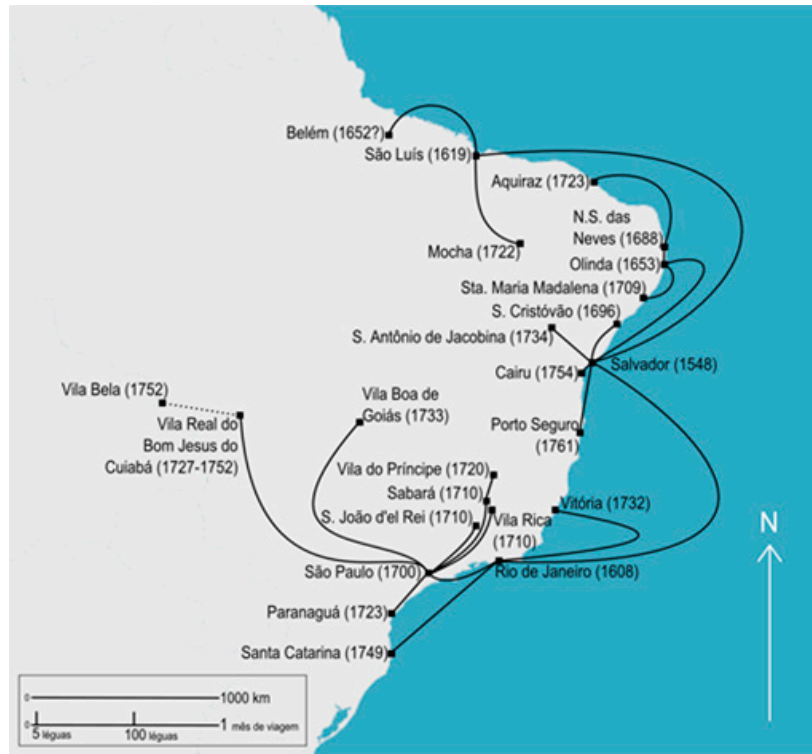 Belém (1652?)
São Luís (1619)
Aquiraz (1723)
N.S. das
Neves (1688)
Mocha (1722)
Olinda (1653)
Sta. Maria Madalena (1709)
S. Cristóvão (1696)
S. Antônio de Jacobina (1734)
Salvador (1548)
Cairu (1754)
Vila Bela (1752)
Vila Boa de
Goiás (1733)
Vila Real do
Bom Jesus do
Cuiabá (1727-1752)
Porto Seguro
(1761)
Vila do Príncipe (1720)
Sabará (1710)
S. João d'el Rei (1710)
Vila Rica
(1710)
Vitória (1732)
N
São Paulo (1700)
Rio de Janeiro (1608)
Paranaguá (1723)
Santa Catarina (1749)
0 1000 km
0 1 mês de viagem
5 léguas 100 léguas